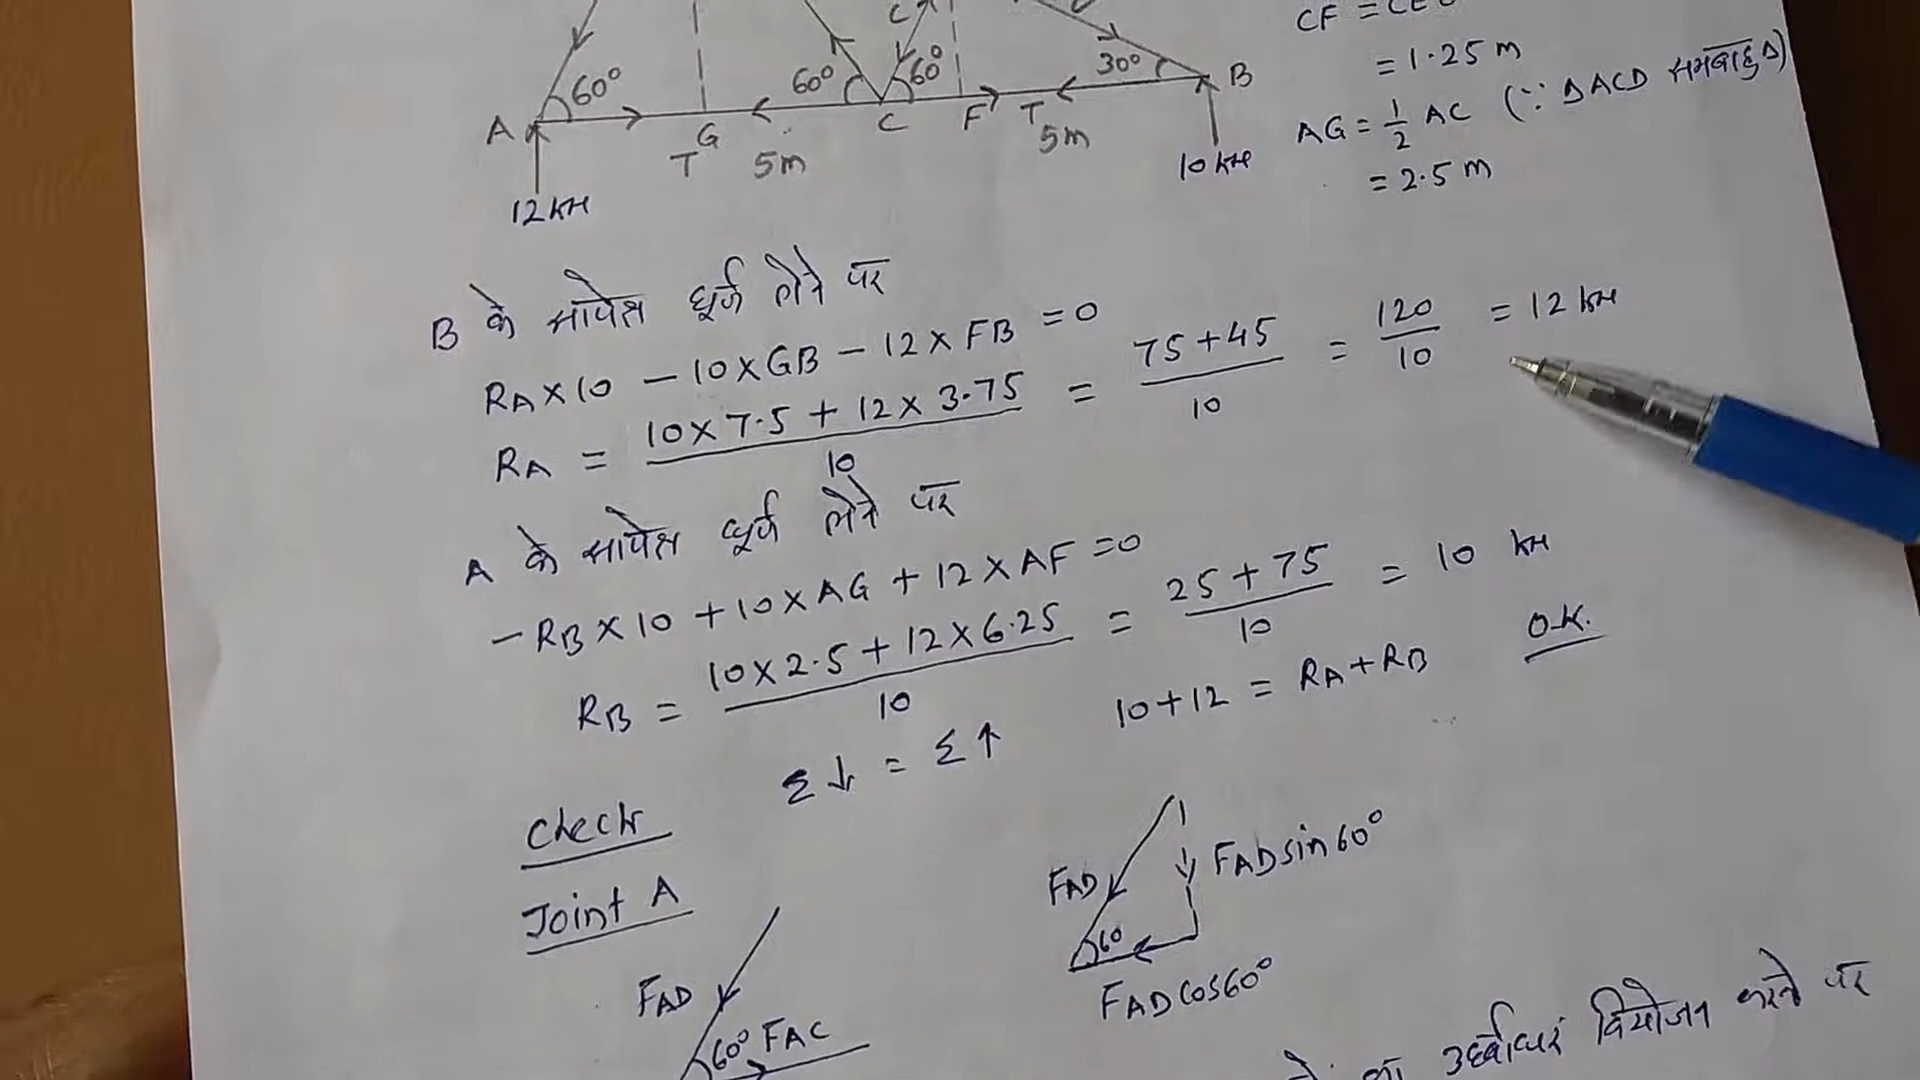 C
CF = CE
= 1.25 m
AG = 1/2 AC (∵ ΔACD समबाहु Δ)
= 2.5 m
60° 60° 60° 30° B
A G C F T
T 5m 5m
12 kN 10 kN
B के सापेक्ष घूर्ण लेने पर
RA × 10 − 10 × GB − 12 × FB = 0
RA = (10 × 7.5 + 12 × 3.75)/10 = (75 + 45)/10 = 120/10 = 12 kN
A के सापेक्ष घूर्ण लेने पर
− RB × 10 + 10 × AG + 12 × AF = 0
RB = (10 × 2.5 + 12 × 6.25)/10 = (25 + 75)/10 = 10 kN
Check Σ↓ = Σ↑ 10 + 12 = RA + RB O.K.
Joint A
FAD 60° FAC
FAD 60 FAD sin 60°
FAD cos 60°
का उर्ध्वाधर वियोजन करने पर